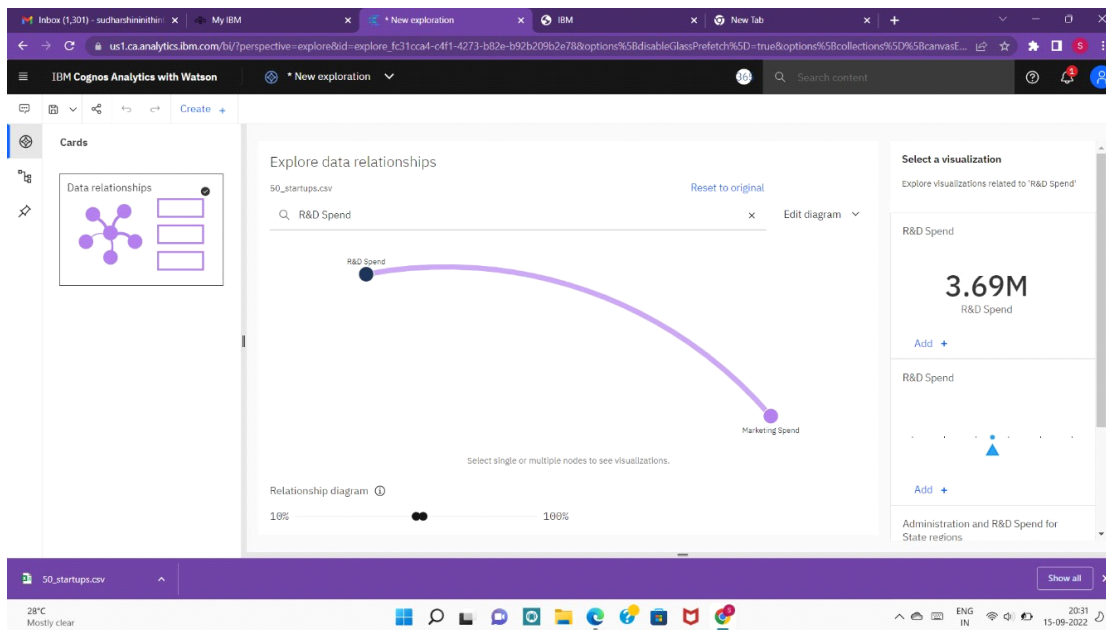 Inbox (1,301) - sudharshininithin
My IBM
* New exploration
IBM
New Tab
us1.ca.analytics.ibm.com/bi/?perspective=explore&id=explore_fc31cca4-c4f1-4273-b82e-b92b209b2e78&options%5BdisableGlassPrefetch%5D=true&options%5Bcollections%5D%5BcanvasE...
S
IBM Cognos Analytics with Watson
* New exploration
365
Search content
1
Create +
Cards
Data relationships
Explore data relationships
50_startups.csv
Reset to original
R&D Spend
Edit diagram
R&D Spend
Marketing Spend
Select single or multiple nodes to see visualizations.
Relationship diagram
10%
100%
Select a visualization
Explore visualizations related to 'R&D Spend'
R&D Spend
3.69M
R&D Spend
Add +
R&D Spend
Add +
Administration and R&D Spend for
State regions
50_startups.csv
Show all
28°C
Mostly clear
ENG
IN
20:31
15-09-2022